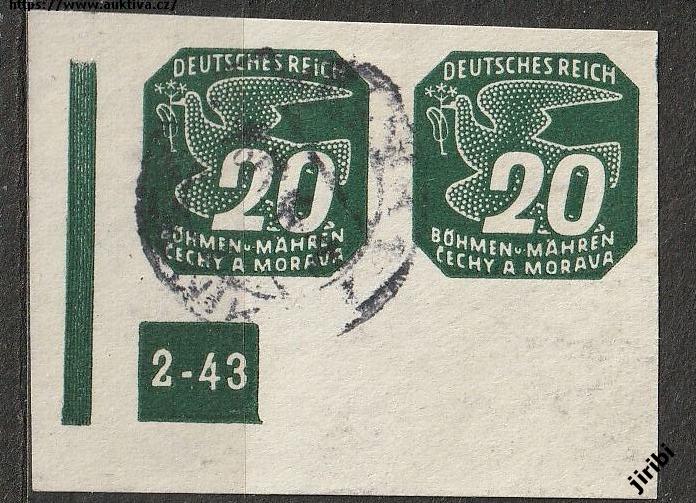 https://www.auktiva.cz/
DEUTSCHES REICH
20
BÖHMEN u. MÄHREN
ČECHY A MORAVA
DEUTSCHES REICH
20
BÖHMEN u. MÄHREN
ČECHY A MORAVA
2-43
jiribi